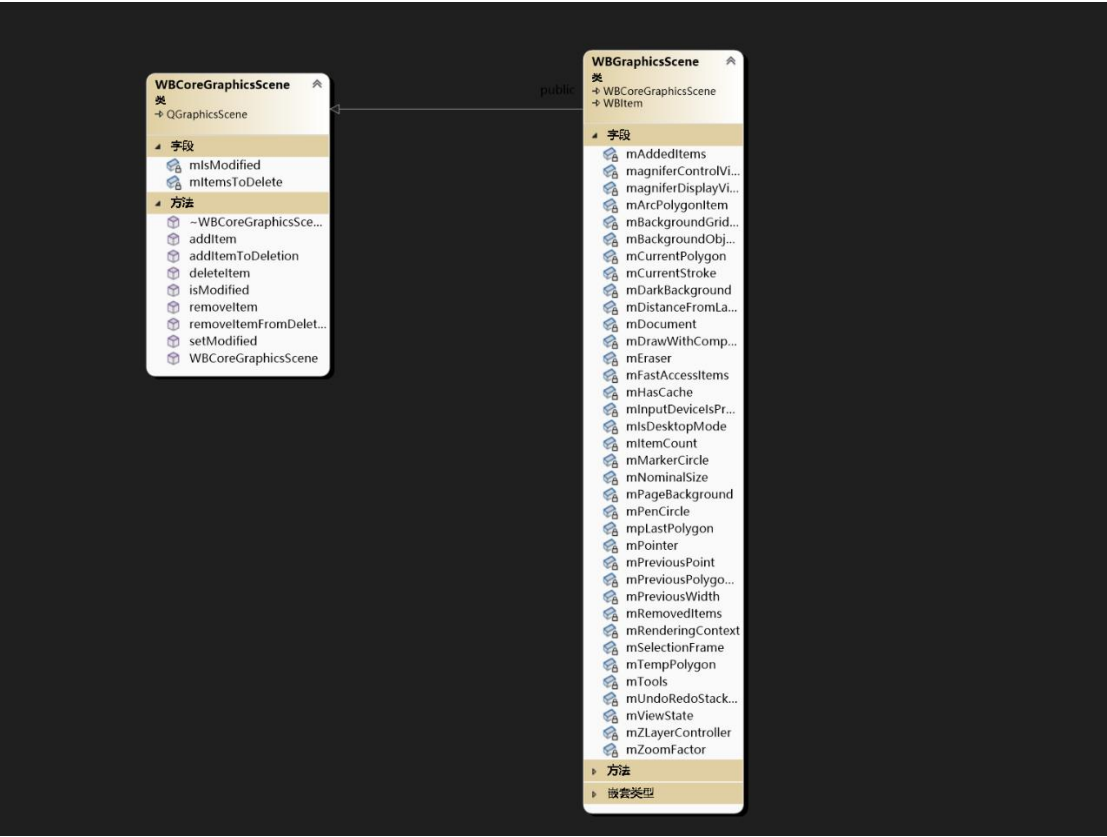 WBCoreGraphicsScene
类
QGraphicsScene
字段
mIsModified
mItemsToDelete
方法
~WBCoreGraphicsSce...
addItem
addItemToDeletion
deleteItem
isModified
removeItem
removeItemFromDelet...
setModified
WBCoreGraphicsScene
public
WBGraphicsScene
类
WBCoreGraphicsScene
WBItem
字段
mAddedItems
magniferControlVi...
magniferDisplayVi...
mArcPolygonItem
mBackgroundGrid...
mBackgroundObj...
mCurrentPolygon
mCurrentStroke
mDarkBackground
mDistanceFromLa...
mDocument
mDrawWithComp...
mEraser
mFastAccessItems
mHasCache
mInputDeviceIsPr...
mIsDesktopMode
mItemCount
mMarkerCircle
mNominalSize
mPageBackground
mPenCircle
mpLastPolygon
mPointer
mPreviousPoint
mPreviousPolygo...
mPreviousWidth
mRemovedItems
mRenderingContext
mSelectionFrame
mTempPolygon
mTools
mUndoRedoStack...
mViewState
mZLayerController
mZoomFactor
方法
嵌套类型